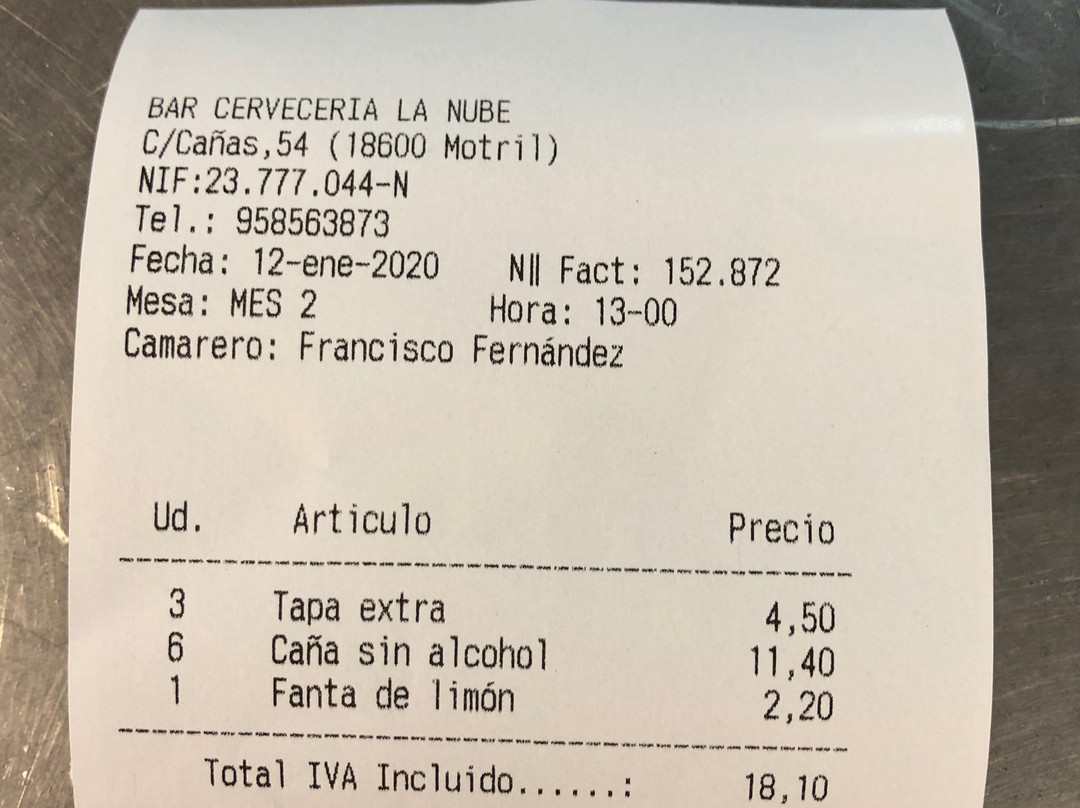 BAR CERVECERIA LA NUBE
C/Cañas,54 (18600 Motril)
NIF:23.777.044-N
Tel.: 958563873
Fecha: 12-ene-2020 N‖ Fact: 152.872
Mesa: MES 2 Hora: 13-00
Camarero: Francisco Fernández
Ud. Articulo Precio
3 Tapa extra 4,50
6 Caña sin alcohol 11,40
1 Fanta de limón 2,20
Total IVA Incluido......: 18,10